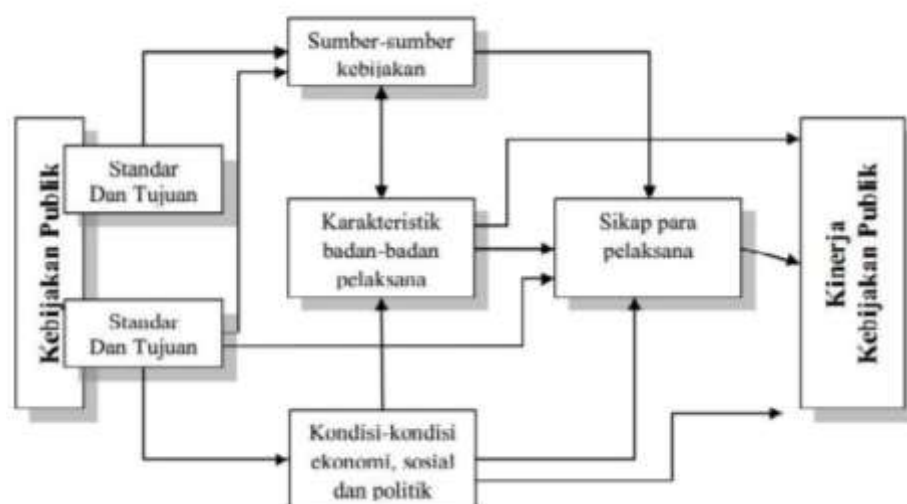 Sumber-sumber
kebijakan
Kebijakan Publik
Standar
Dan Tujuan
Karakteristik
badan-badan
pelaksana
Sikap para
pelaksana
Kinerja
Kebijakan Publik
Standar
Dan Tujuan
Kondisi-kondisi
ekonomi, sosial
dan politik